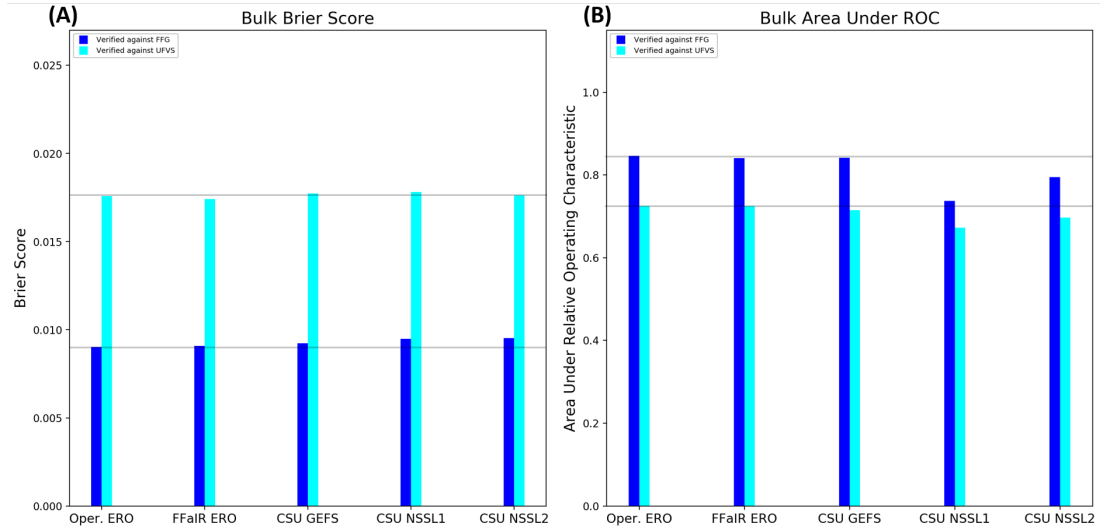 (A)
Bulk Brier Score
Verified against FFG
Verified against UFVS
Brier Score
0.025
0.020
0.015
0.010
0.005
0.000
Oper. ERO
FFaIR ERO
CSU GEFS
CSU NSSL1
CSU NSSL2
(B)
Bulk Area Under ROC
Verified against FFG
Verified against UFVS
Area Under Relative Operating Characteristic
1.0
0.8
0.6
0.4
0.2
0.0
Oper. ERO
FFaIR ERO
CSU GEFS
CSU NSSL1
CSU NSSL2